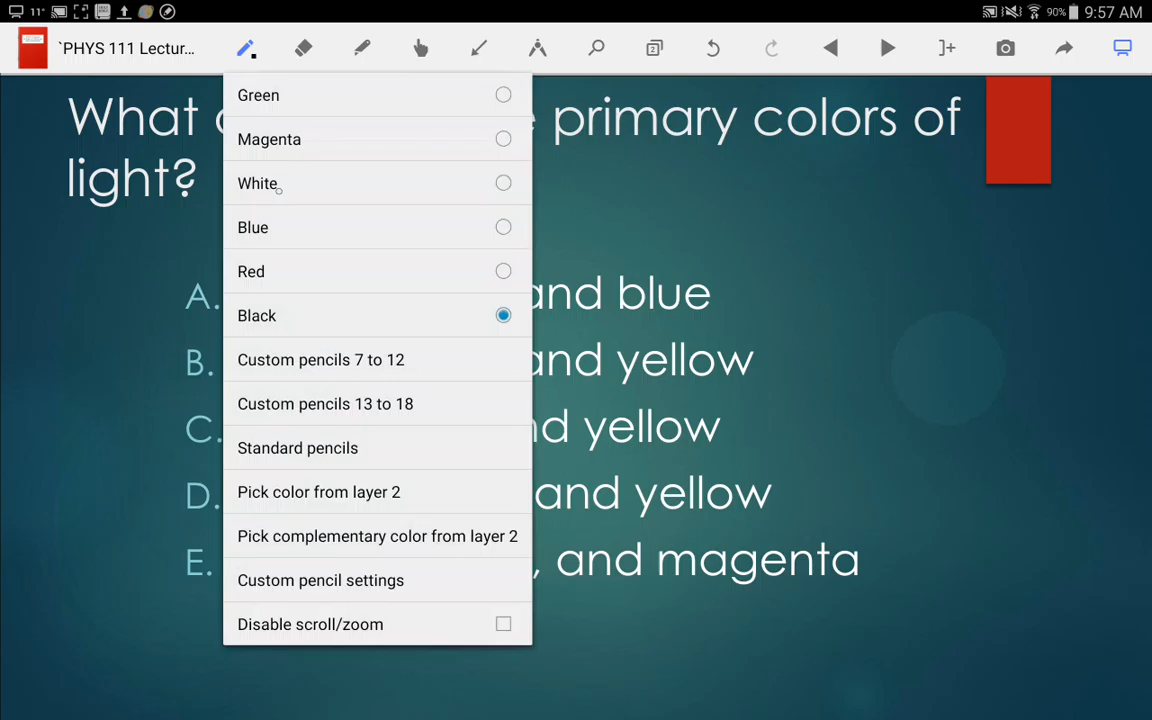 11° 90% 9:57 AM
`PHYS 111 Lectur... 2
What primary colors of
light?
Green
Magenta
White
Blue
Red
Black
Custom pencils 7 to 12
Custom pencils 13 to 18
Standard pencils
Pick color from layer 2
Pick complementary color from layer 2
Custom pencil settings
Disable scroll/zoom
A. and blue
B. and yellow
C. yellow
D. and yellow
E. , and magenta